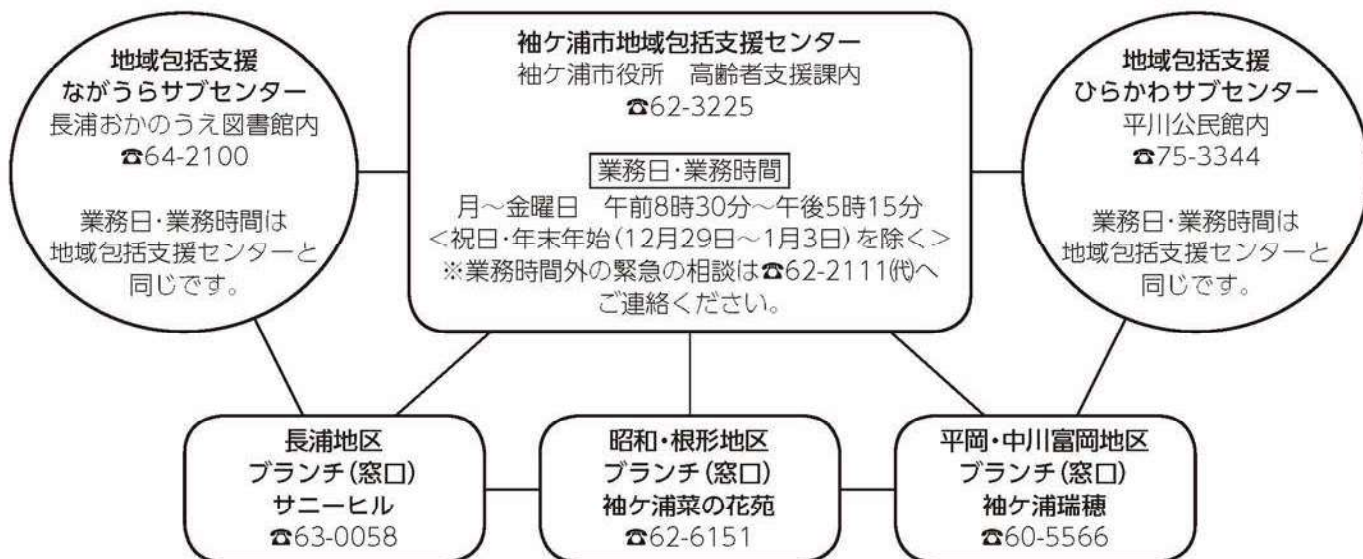 地域包括支援
ながうらサブセンター
長浦おかのうえ図書館内
☎64-2100
業務日・業務時間は
地域包括支援センターと
同じです。
袖ケ浦市地域包括支援センター
袖ケ浦市役所　高齢者支援課内
☎62-3225
業務日・業務時間
月～金曜日　午前8時30分～午後5時15分
<祝日・年末年始(12月29日～1月3日)を除く>
※業務時間外の緊急の相談は☎62-2111㈹へ
ご連絡ください。
地域包括支援
ひらかわサブセンター
平川公民館内
☎75-3344
業務日・業務時間は
地域包括支援センターと
同じです。
長浦地区
ブランチ(窓口)
サニーヒル
☎63-0058
昭和・根形地区
ブランチ(窓口)
袖ケ浦菜の花苑
☎62-6151
平岡・中川富岡地区
ブランチ(窓口)
袖ケ浦瑞穂
☎60-5566